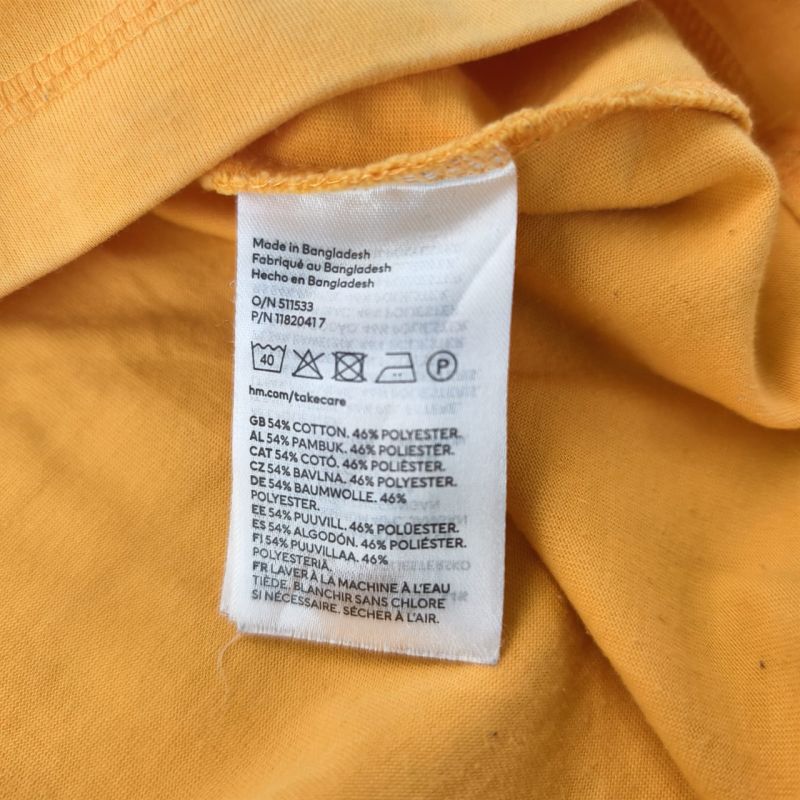 Made in Bangladesh
Fabriqué au Bangladesh
Hecho en Bangladesh
O/N 511533
P/N 11820417
40 P
hm.com/takecare
GB 54% COTTON. 46% POLYESTER.
AL 54% PAMBUK. 46% POLIESTËR.
CAT 54% COTÓ. 46% POLIÈSTER.
CZ 54% BAVLNA. 46% POLYESTER.
DE 54% BAUMWOLLE. 46%
POLYESTER.
EE 54% PUUVILL. 46% POLÜESTER.
ES 54% ALGODÓN. 46% POLIÉSTER.
FI 54% PUUVILLAA. 46%
POLYESTERIÄ.
FR LAVER À LA MACHINE À L'EAU
TIÈDE. BLANCHIR SANS CHLORE
SI NÉCESSAIRE. SÉCHER À L'AIR.